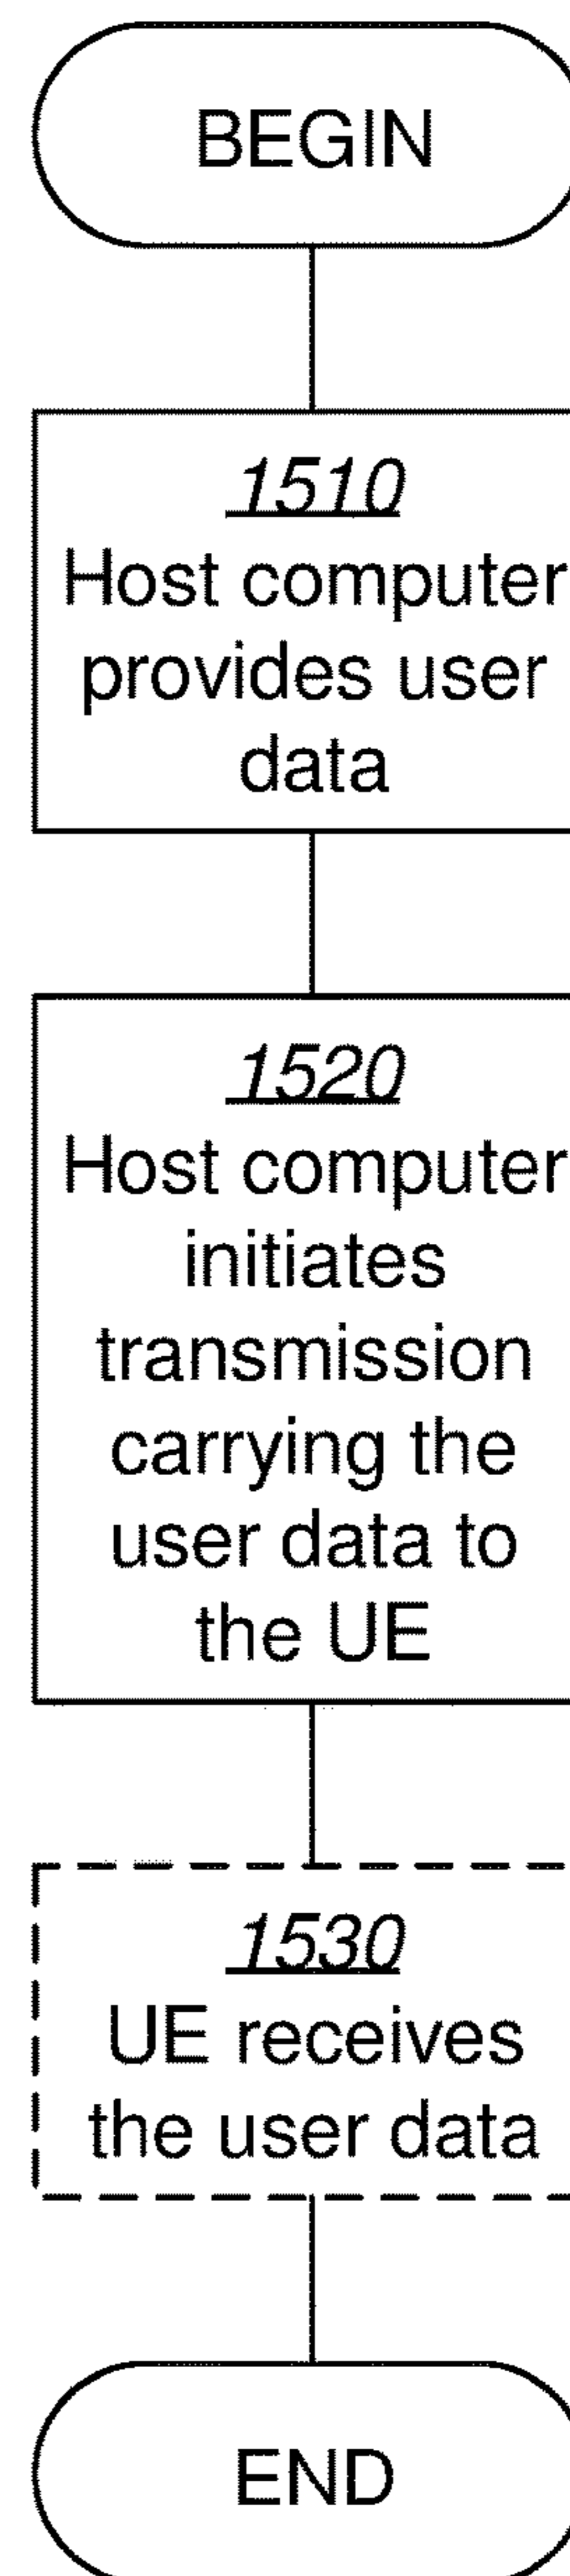 BEGIN
1510
Host computer
provides user
data
1520
Host computer
initiates
transmission
carrying the
user data to
the UE
1530
UE receives
the user data
END